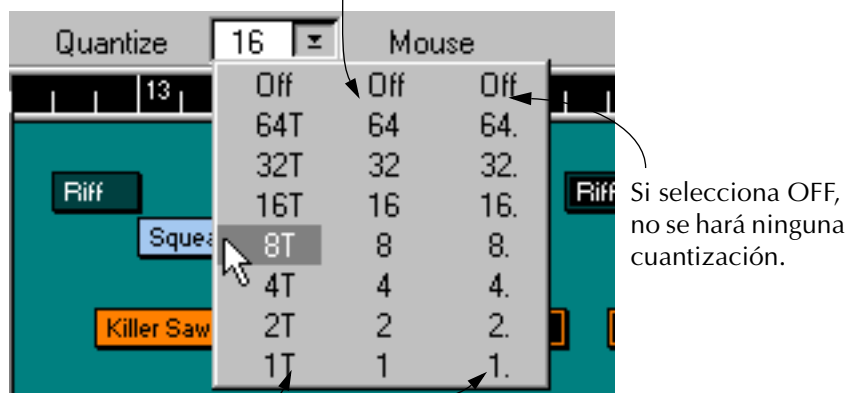 Quantize 16 Mouse
13
Off Off Off
64T 64 64.
32T 32 32.
16T 16 16.
8T 8 8.
4T 4 4.
2T 2 2.
1T 1 1.
Riff
Killer Saw
Riff
Si selecciona OFF,
no se hará ninguna
cuantización.